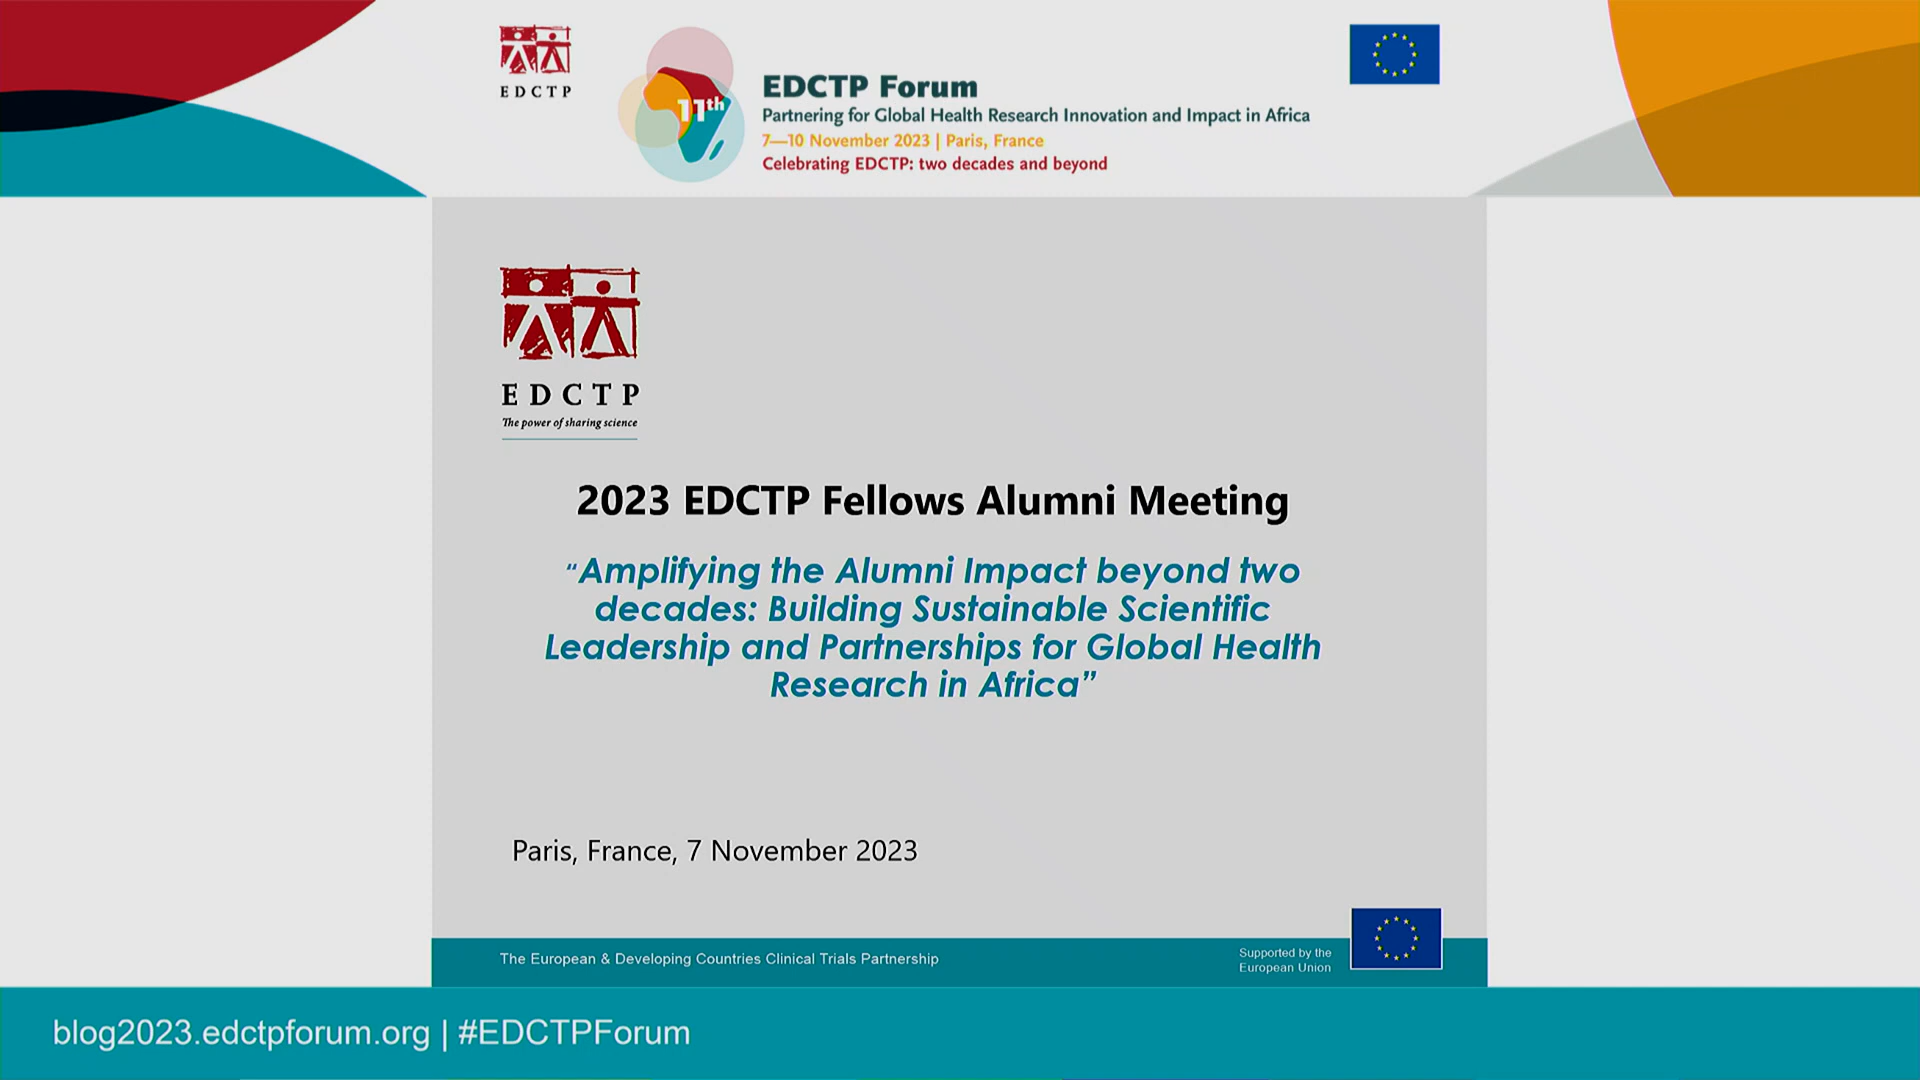 EDCTP
11th
EDCTP Forum
Partnering for Global Health Research Innovation and Impact in Africa
7—10 November 2023 | Paris, France
Celebrating EDCTP: two decades and beyond
EDCTP
The power of sharing science
2023 EDCTP Fellows Alumni Meeting
“Amplifying the Alumni Impact beyond two
decades: Building Sustainable Scientific
Leadership and Partnerships for Global Health
Research in Africa”
Paris, France, 7 November 2023
The European & Developing Countries Clinical Trials Partnership
Supported by the
European Union
blog2023.edctpforum.org | #EDCTPForum